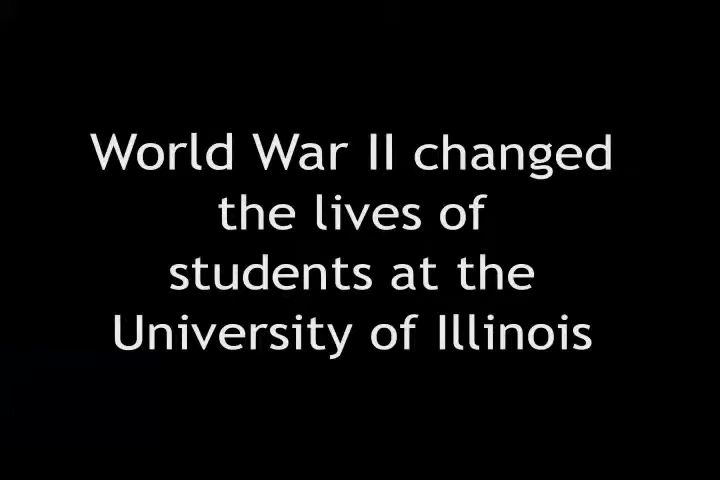 World War II changed
the lives of
students at the
University of Illinois